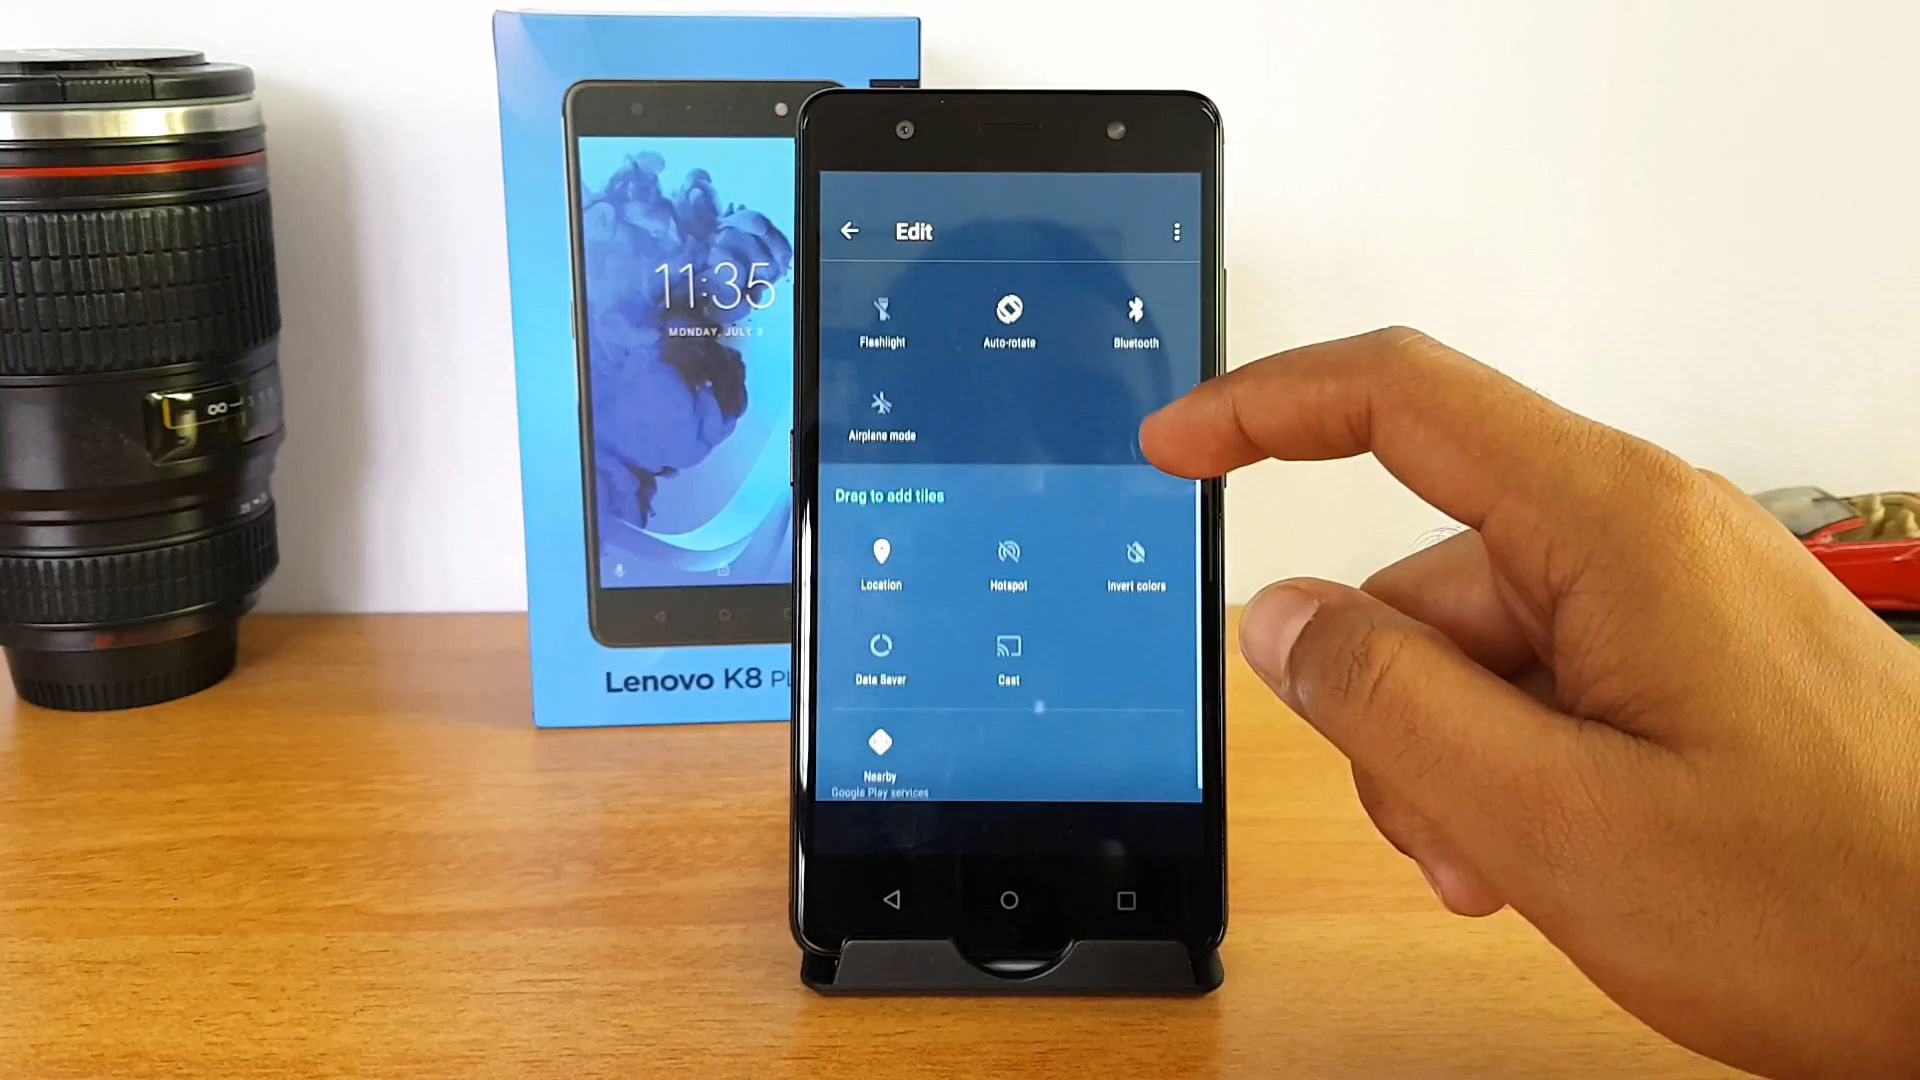 11:35
MONDAY, JULY 3
Lenovo K8
Edit
Flashlight
Auto-rotate
Bluetooth
Airplane mode
Drag to add tiles
Location
Hotspot
Invert colors
Data Saver
Cast
Nearby
Google Play services
∞